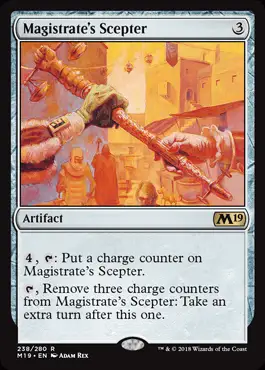 Magistrate's Scepter 3
Artifact
M19
4, T: Put a charge counter on
Magistrate's Scepter.
T, Remove three charge counters
from Magistrate's Scepter: Take an
extra turn after this one.
238/280 R
M19 • EN Adam Rex
™ & © 2018 Wizards of the Coast